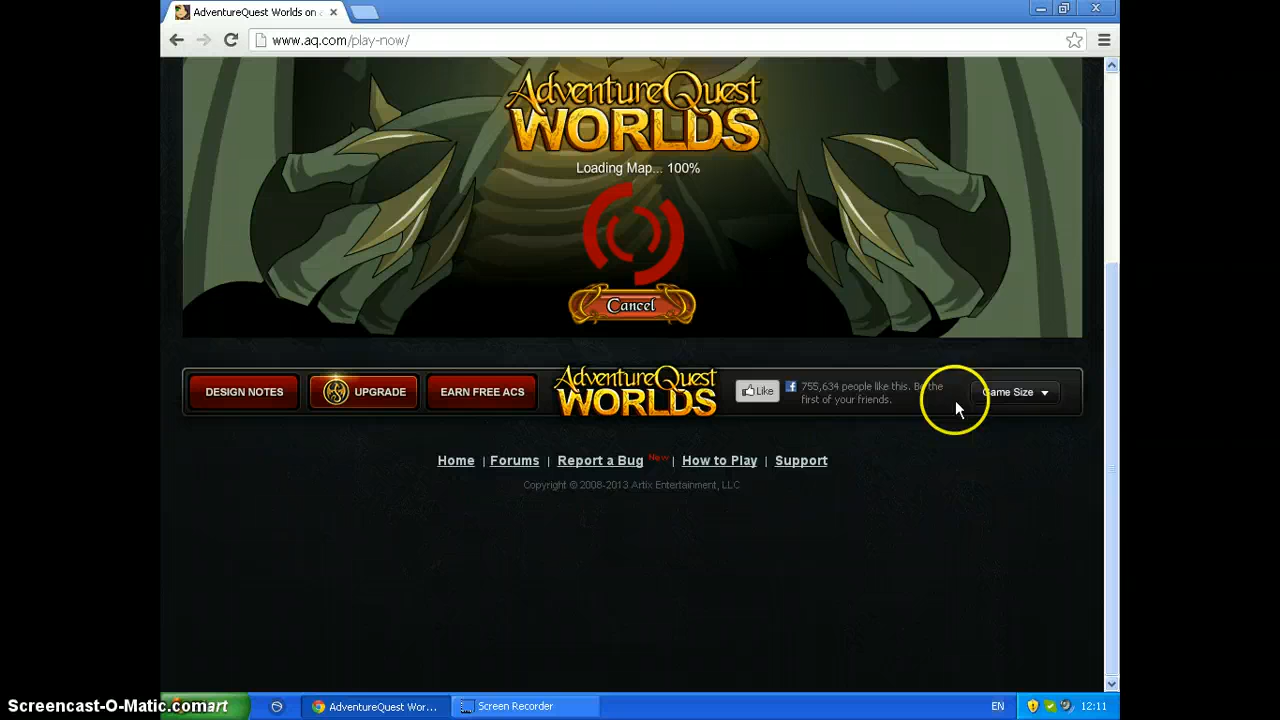 AdventureQuest Worlds on
www.aq.com/play-now/
AdventureQuest
WORLDS
Loading Map... 100%
Cancel
DESIGN NOTES
UPGRADE
EARN FREE ACS
AdventureQuest
WORLDS
Like
755,634 people like this. Be the
first of your friends.
Game Size
Home | Forums | Report a Bug New | How to Play | Support
Copyright © 2008-2013 Artix Entertainment, LLC
Screencast-O-Matic.com
art
AdventureQuest Wor...
Screen Recorder
EN
12:11